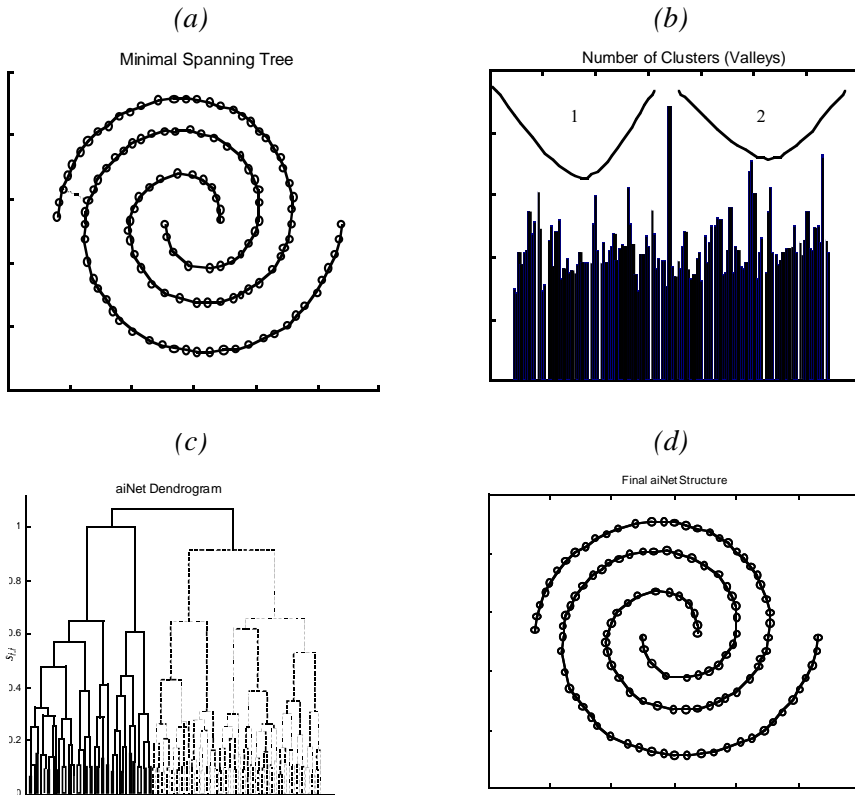 (a)
Minimal Spanning Tree
(b)
Number of Clusters (Valleys)
1
2
(c)
aiNet Dendrogram
1
0.8
0.6
0.4
0.2
0
(d)
Final aiNet Structure